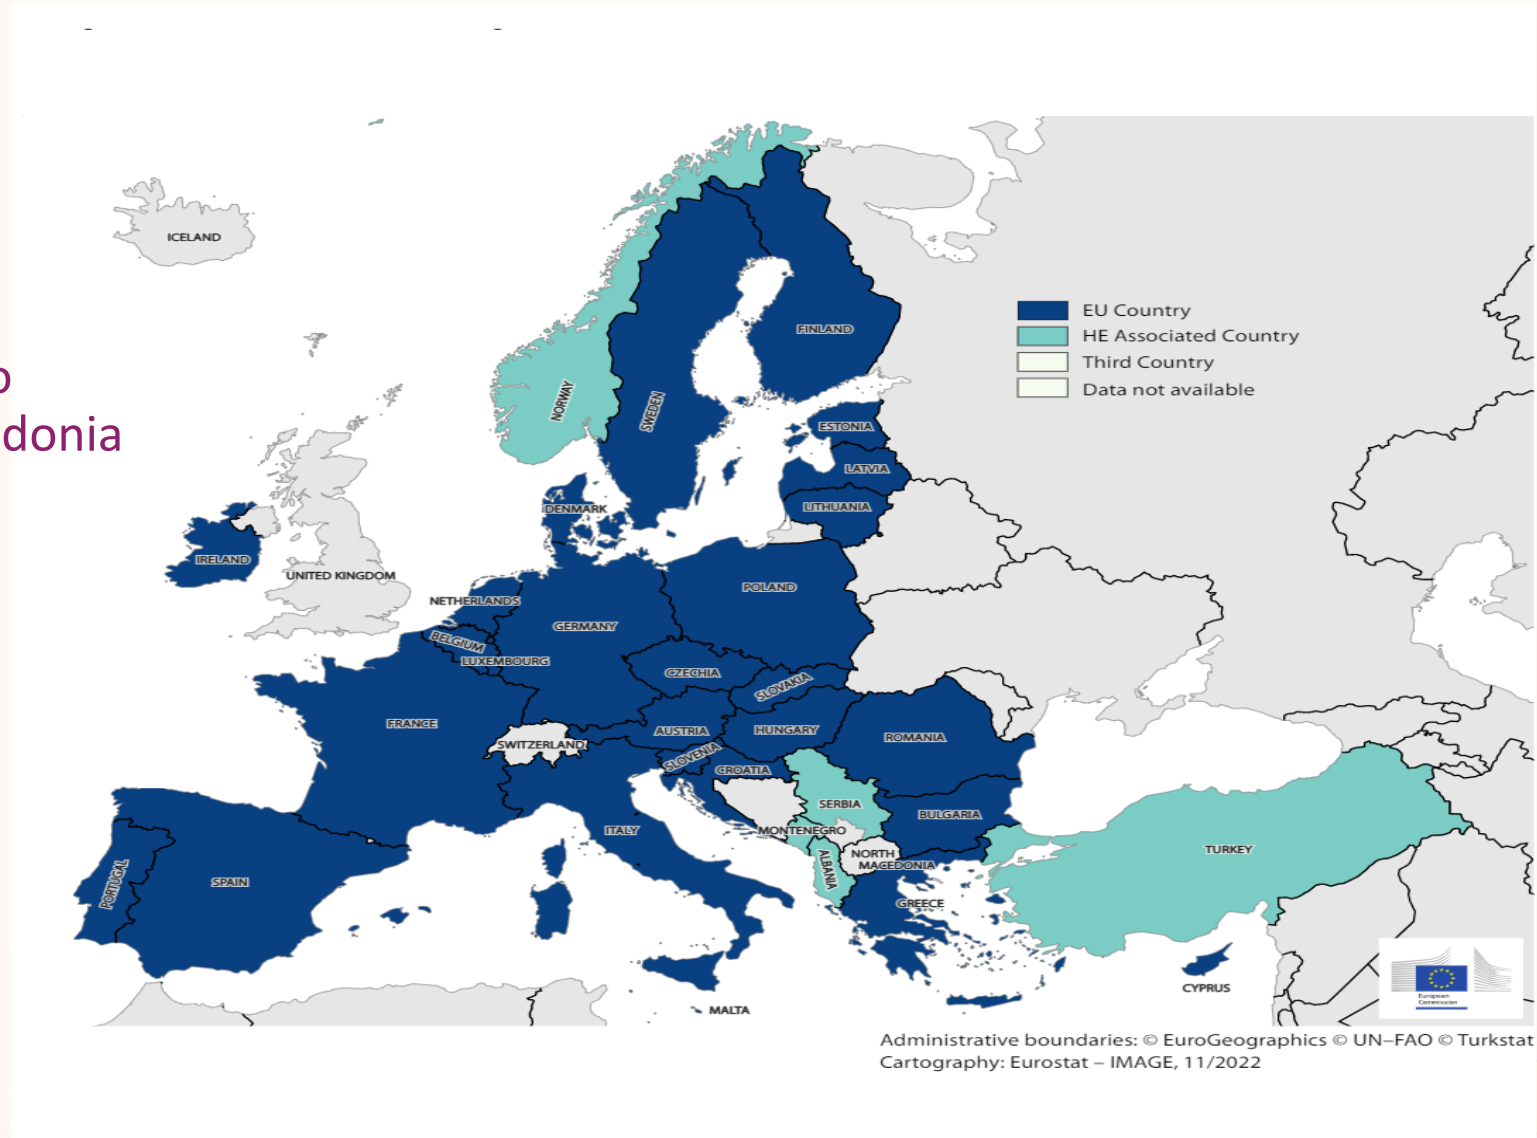 ICELAND
donia
NORWAY
SWEDEN
FINLAND
EU Country
HE Associated Country
Third Country
Data not available
ESTONIA
LATVIA
LITHUANIA
DENMARK
IRELAND
UNITED KINGDOM
NETHERLANDS
BELGIUM
LUXEMBOURG
GERMANY
POLAND
CZECHIA
SLOVAKIA
FRANCE
SWITZERLAND
AUSTRIA
HUNGARY
ROMANIA
SLOVENIA
CROATIA
SERBIA
BULGARIA
MONTENEGRO
ITALY
ALBANIA
NORTH
MACEDONIA
TURKEY
PORTUGAL
SPAIN
GREECE
CYPRUS
MALTA
European
Commission
Administrative boundaries: © EuroGeographics © UN–FAO © Turkstat
Cartography: Eurostat – IMAGE, 11/2022